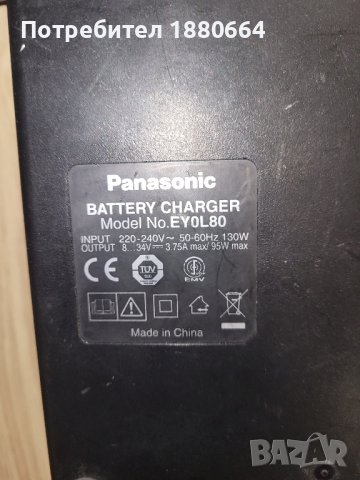 Потребител 1880664
Panasonic
BATTERY CHARGER
Model No.EY0L80
INPUT 220-240V～ 50-60Hz 130W
OUTPUT 8...34V⎓ 3.75A max/ 95W max
CE
TÜV
EMV
Made in China
BAZAR